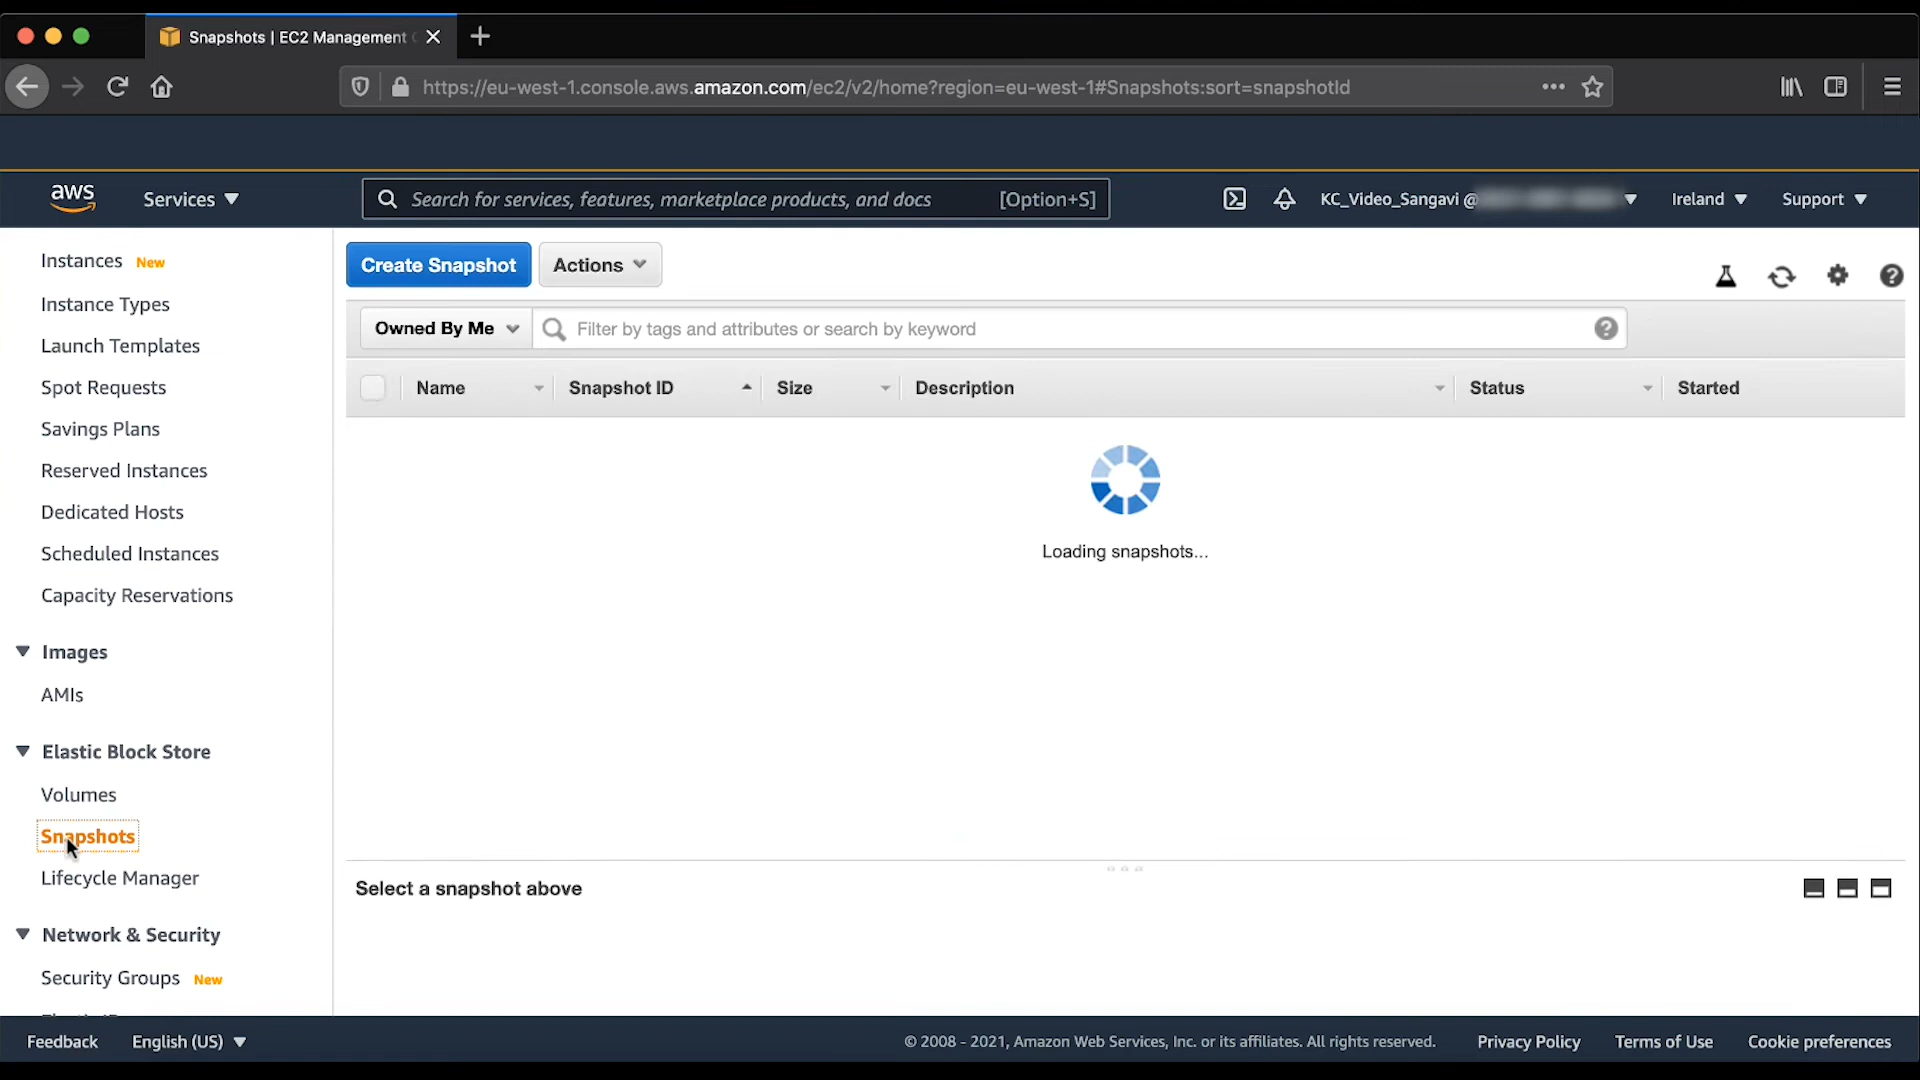 Snapshots | EC2 Management
https://eu-west-1.console.aws.amazon.com/ec2/v2/home?region=eu-west-1#Snapshots:sort=snapshotId
aws
Services
Search for services, features, marketplace products, and docs [Option+S]
KC_Video_Sangavi @
Ireland
Support
Instances New
Instance Types
Launch Templates
Spot Requests
Savings Plans
Reserved Instances
Dedicated Hosts
Scheduled Instances
Capacity Reservations
Images
AMIs
Elastic Block Store
Volumes
Snapshots
Lifecycle Manager
Network & Security
Security Groups New
Create Snapshot
Actions
Owned By Me
Filter by tags and attributes or search by keyword
Name Snapshot ID Size Description Status Started
Loading snapshots...
Select a snapshot above
Feedback
English (US)
© 2008 - 2021, Amazon Web Services, Inc. or its affiliates. All rights reserved.
Privacy Policy
Terms of Use
Cookie preferences